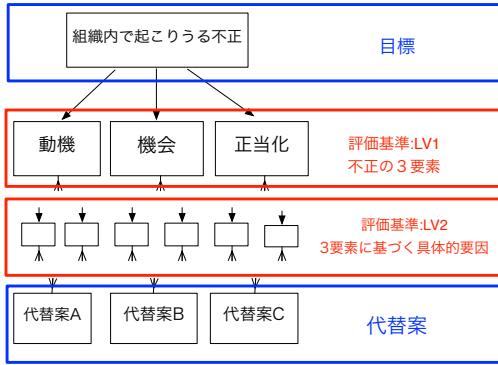 組織内で起こりうる不正
目標
動機
機会
正当化
評価基準:LV1
不正の３要素
評価基準:LV2
3要素に基づく具体的要因
代替案A
代替案B
代替案C
代替案